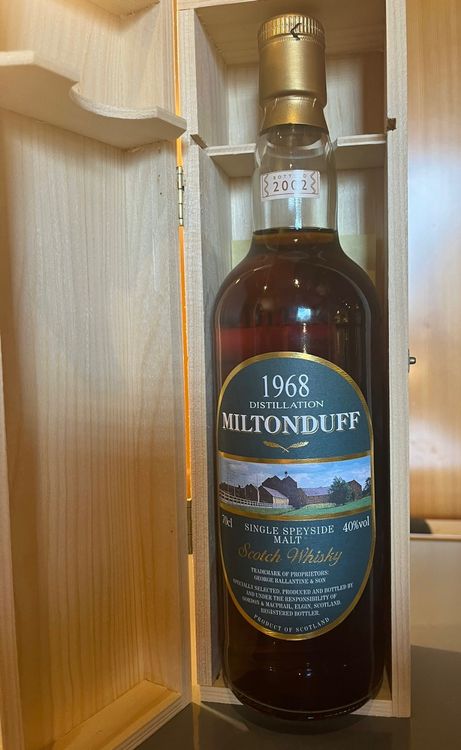 BOTTLED
2002
1968
DISTILLATION
MILTONDUFF
70cl
SINGLE SPEYSIDE
MALT
40%vol
Scotch Whisky
TRADEMARK OF PROPRIETORS:
GEORGE BALLANTINE & SON
SPECIALLY SELECTED, PRODUCED AND BOTTLED BY
AND UNDER THE RESPONSIBILITY OF
GORDON & MACPHAIL, ELGIN, SCOTLAND.
REGISTERED BOTTLER.
PRODUCT OF SCOTLAND